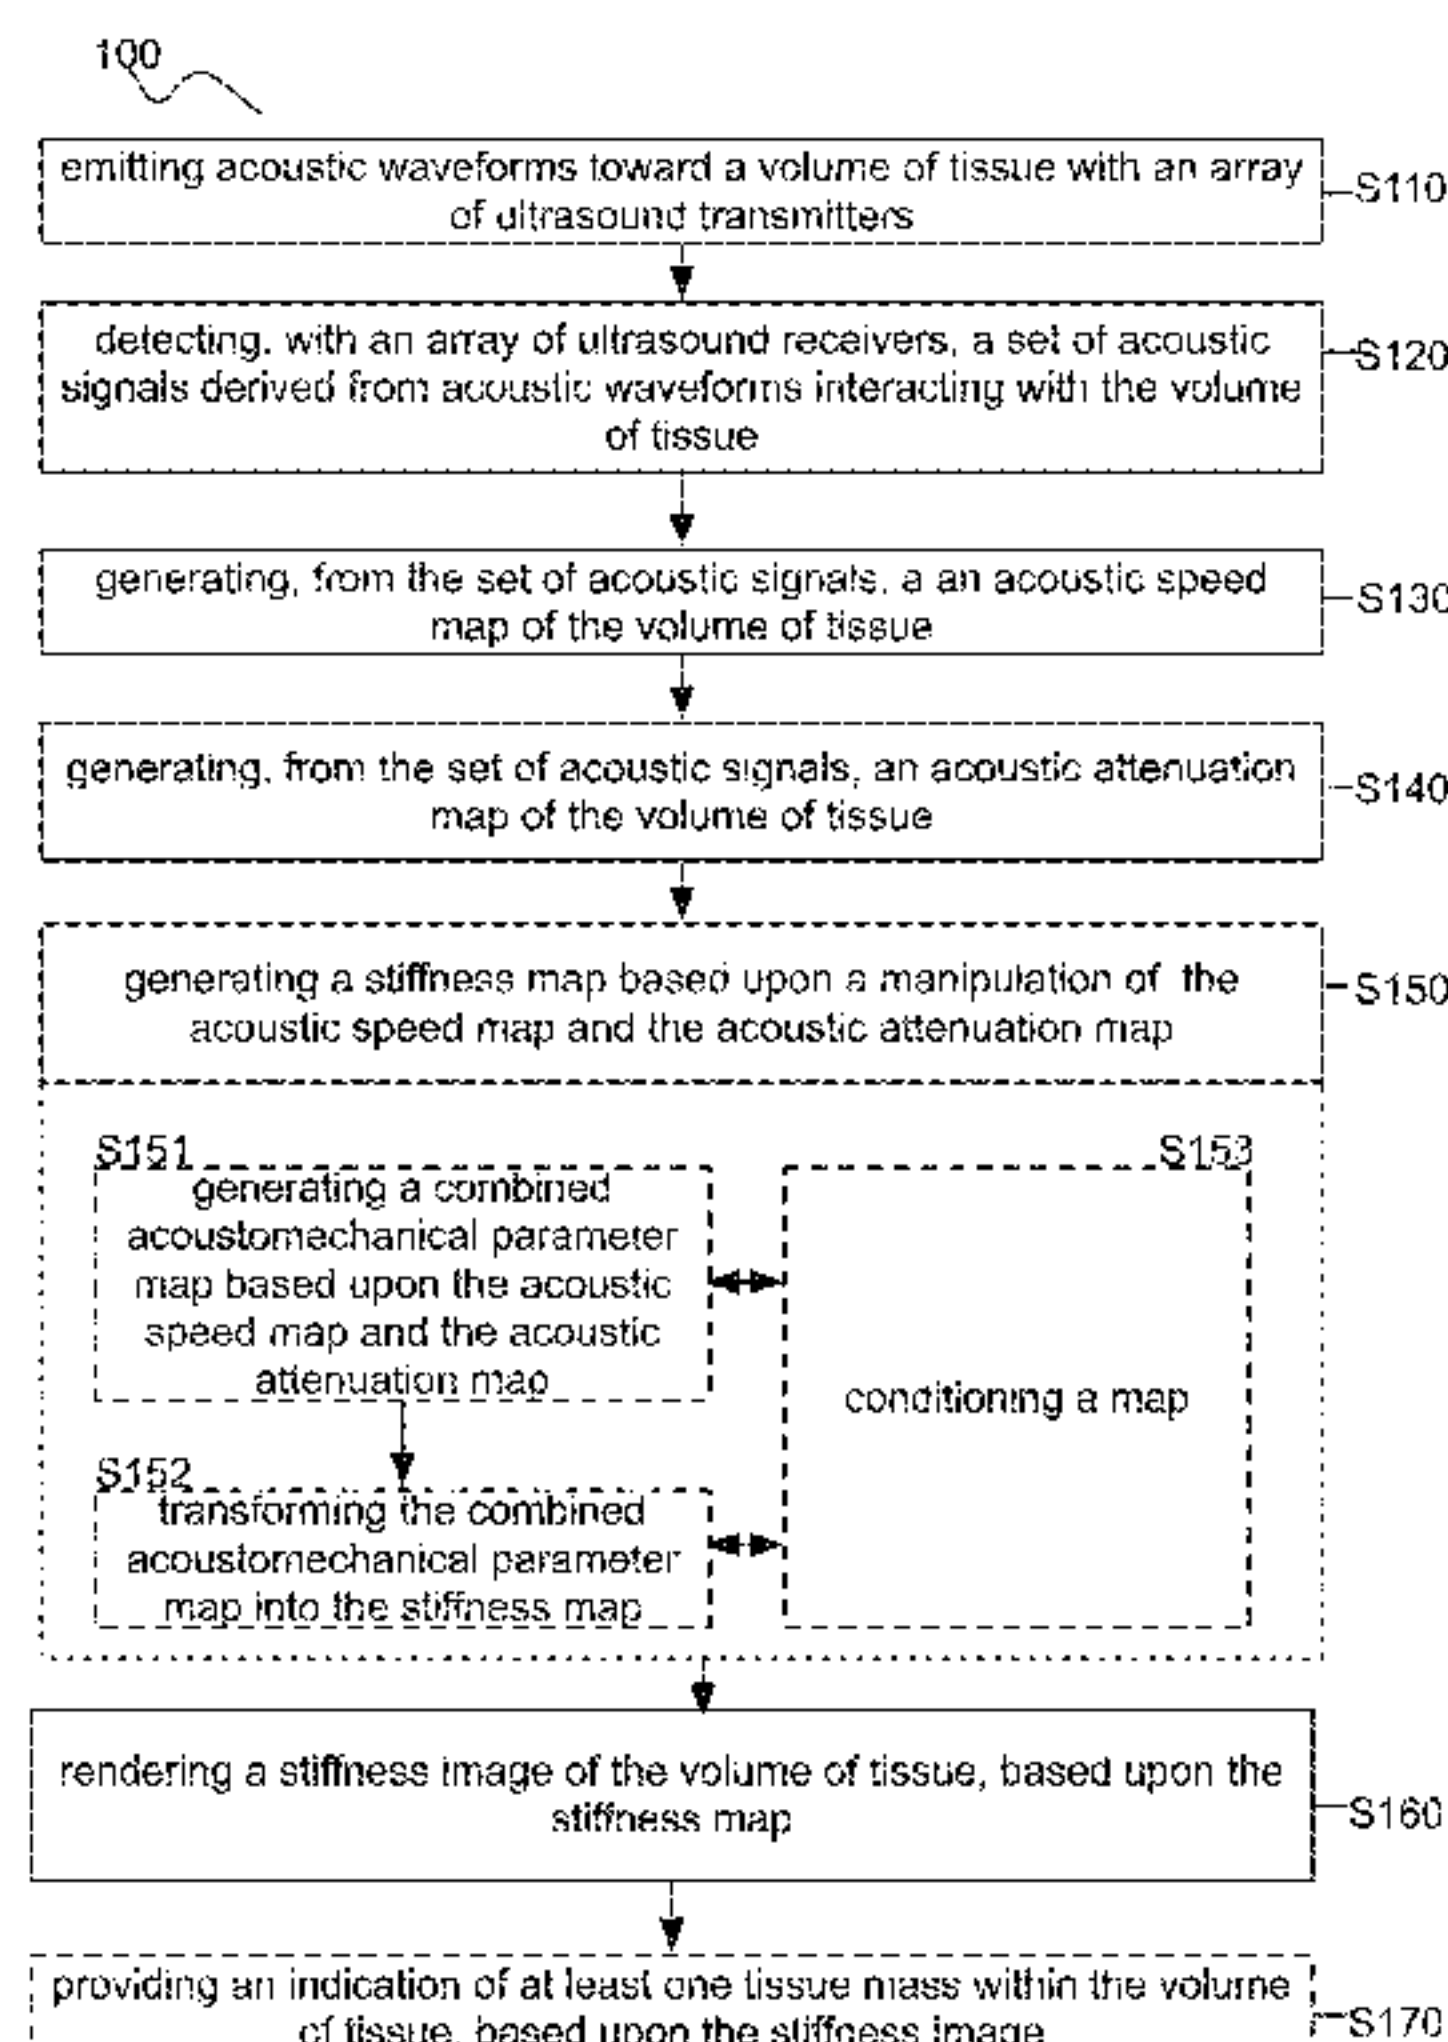 100
emitting acoustic waveforms toward a volume of tissue with an array
of ultrasound transmitters
S110
detecting, with an array of ultrasound receivers, a set of acoustic
signals derived from acoustic waveforms interacting with the volume
of tissue
S120
generating, from the set of acoustic signals, a an acoustic speed
map of the volume of tissue
S130
generating, from the set of acoustic signals, an acoustic attenuation
map of the volume of tissue
S140
generating a stiffness map based upon a manipulation of the
acoustic speed map and the acoustic attenuation map
S150
S151
generating a combined
acoustomechanical parameter
map based upon the acoustic
speed map and the acoustic
attenuation map
S152
transforming the combined
acoustomechanical parameter
map into the stiffness map
S153
conditioning a map
rendering a stiffness image of the volume of tissue, based upon the
stiffness map
S160
providing an indication of at least one tissue mass within the volume
of tissue, based upon the stiffness image
S170